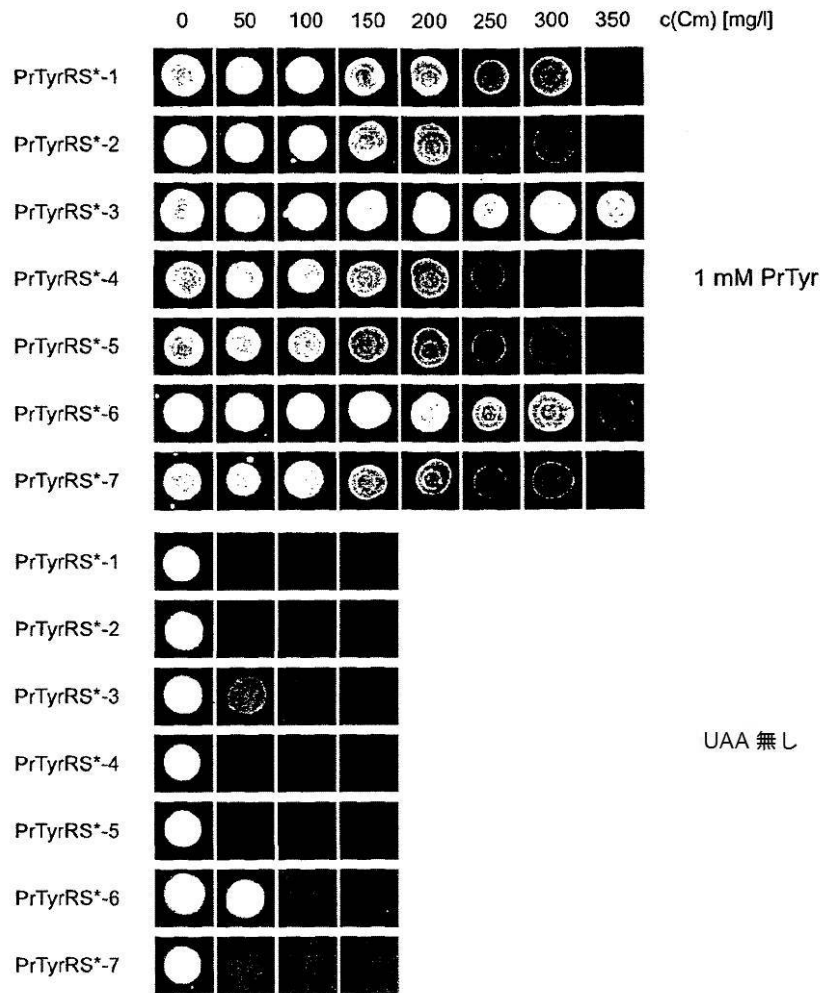 0 50 100 150 200 250 300 350 c(Cm) [mg/l]
PrTyrRS*-1
PrTyrRS*-2
PrTyrRS*-3
PrTyrRS*-4
1 mM PrTyr
PrTyrRS*-5
PrTyrRS*-6
PrTyrRS*-7
PrTyrRS*-1
PrTyrRS*-2
PrTyrRS*-3
PrTyrRS*-4
UAA 無し
PrTyrRS*-5
PrTyrRS*-6
PrTyrRS*-7